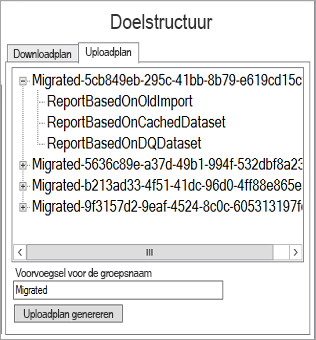 Doelstructuur
Downloadplan Uploadplan
Migrated-5cb849eb-295c-41bb-8b79-e619cd15c
ReportBasedOnOldImport
ReportBasedOnCachedDataset
ReportBasedOnDQDataset
Migrated-5636c89e-a37d-49b1-994f-532dbf8a23
Migrated-b213ad33-4f51-41dc-96d0-4ff88e865e
Migrated-9f3157d2-9eaf-4524-8c0c-605313197f
Voorvoegsel voor de groepsnaam
Migrated
Uploadplan genereren